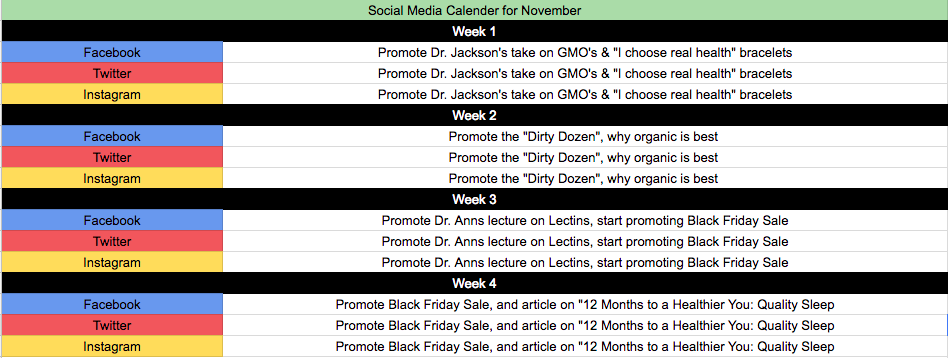 Social Media Calender for November
Week 1
Facebook Promote Dr. Jackson's take on GMO's & "I choose real health" bracelets
Twitter Promote Dr. Jackson's take on GMO's & "I choose real health" bracelets
Instagram Promote Dr. Jackson's take on GMO's & "I choose real health" bracelets
Week 2
Facebook Promote the "Dirty Dozen", why organic is best
Twitter Promote the "Dirty Dozen", why organic is best
Instagram Promote the "Dirty Dozen", why organic is best
Week 3
Facebook Promote Dr. Anns lecture on Lectins, start promoting Black Friday Sale
Twitter Promote Dr. Anns lecture on Lectins, start promoting Black Friday Sale
Instagram Promote Dr. Anns lecture on Lectins, start promoting Black Friday Sale
Week 4
Facebook Promote Black Friday Sale, and article on "12 Months to a Healthier You: Quality Sleep
Twitter Promote Black Friday Sale, and article on "12 Months to a Healthier You: Quality Sleep
Instagram Promote Black Friday Sale, and article on "12 Months to a Healthier You: Quality Sleep